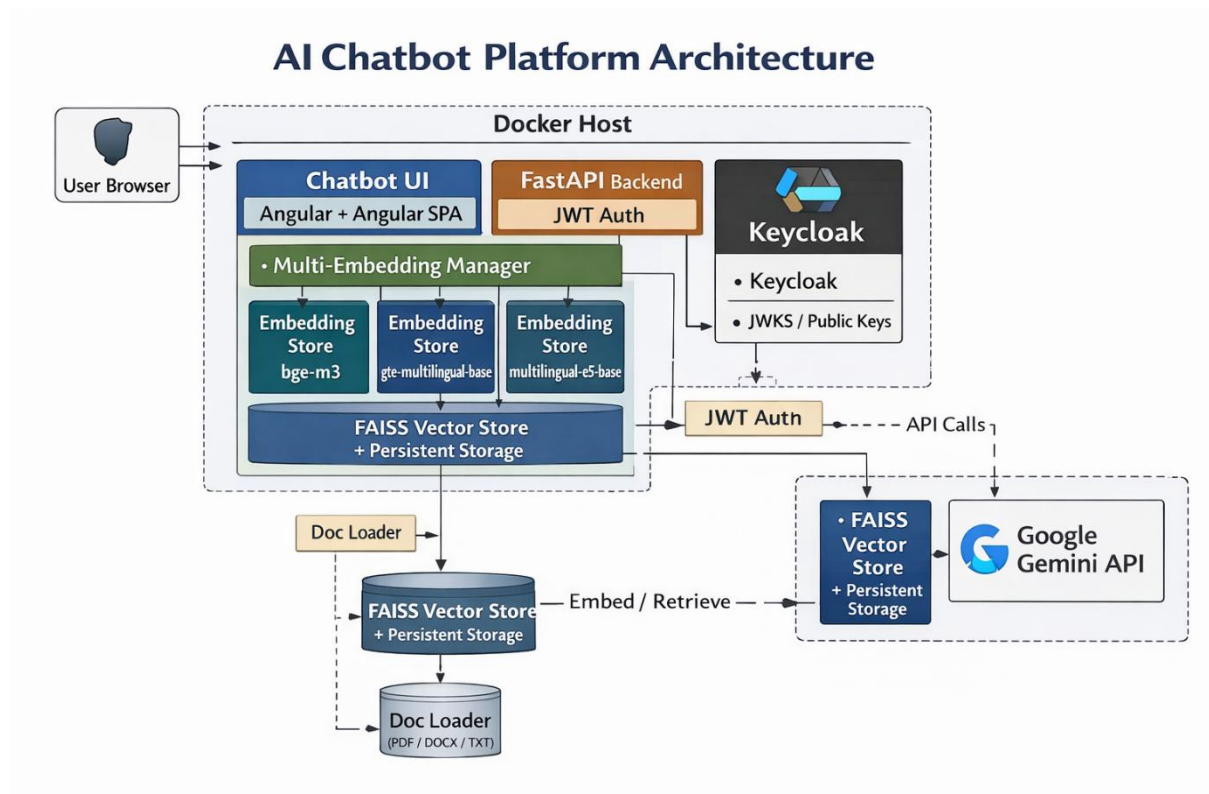 AI Chatbot Platform Architecture
User Browser
Docker Host
Chatbot UI
Angular + Angular SPA
FastAPI Backend
JWT Auth
Keycloak
• Keycloak
• JWKS / Public Keys
• Multi-Embedding Manager
Embedding
Store
bge-m3
Embedding
Store
gte-multilingual-base
Embedding
Store
multilingual-e5-base
FAISS Vector Store
+ Persistent Storage
JWT Auth
API Calls
Doc Loader
FAISS Vector Store
+ Persistent Storage
Embed / Retrieve
• FAISS
Vector
Store
+ Persistent
Storage
Google
Gemini API
Doc Loader
(PDF / DOCX / TXT)